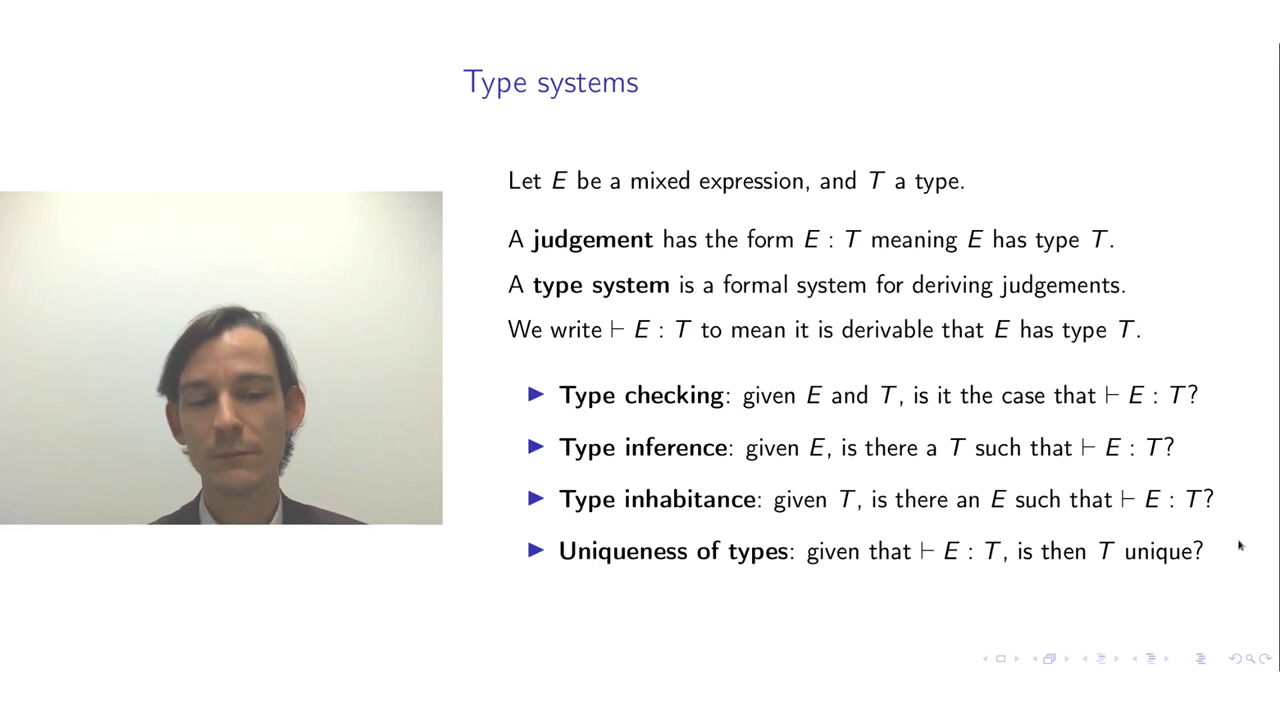 Type systems
Let E be a mixed expression, and T a type.
A judgement has the form E : T meaning E has type T.
A type system is a formal system for deriving judgements.
We write ⊢ E : T to mean it is derivable that E has type T.
▶ Type checking: given E and T, is it the case that ⊢ E : T?
▶ Type inference: given E, is there a T such that ⊢ E : T?
▶ Type inhabitance: given T, is there an E such that ⊢ E : T?
▶ Uniqueness of types: given that ⊢ E : T, is then T unique?